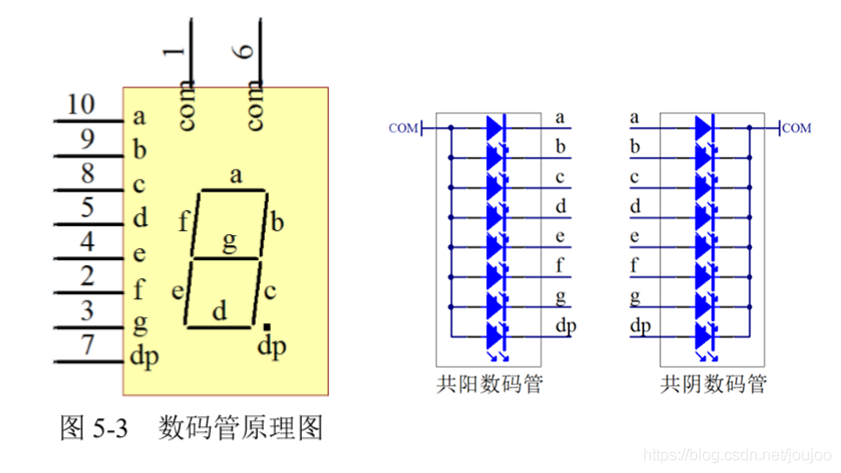 1
6
com
com
10
a
9
b
8
c
5
d
4
e
2
f
3
g
7
dp
a
f
b
g
e
c
d
dp
图 5-3 数码管原理图
COM
a
b
c
d
e
f
g
dp
共阳数码管
a
b
c
d
e
f
g
dp
COM
共阴数码管
https://blog.csdn.net/joujoo